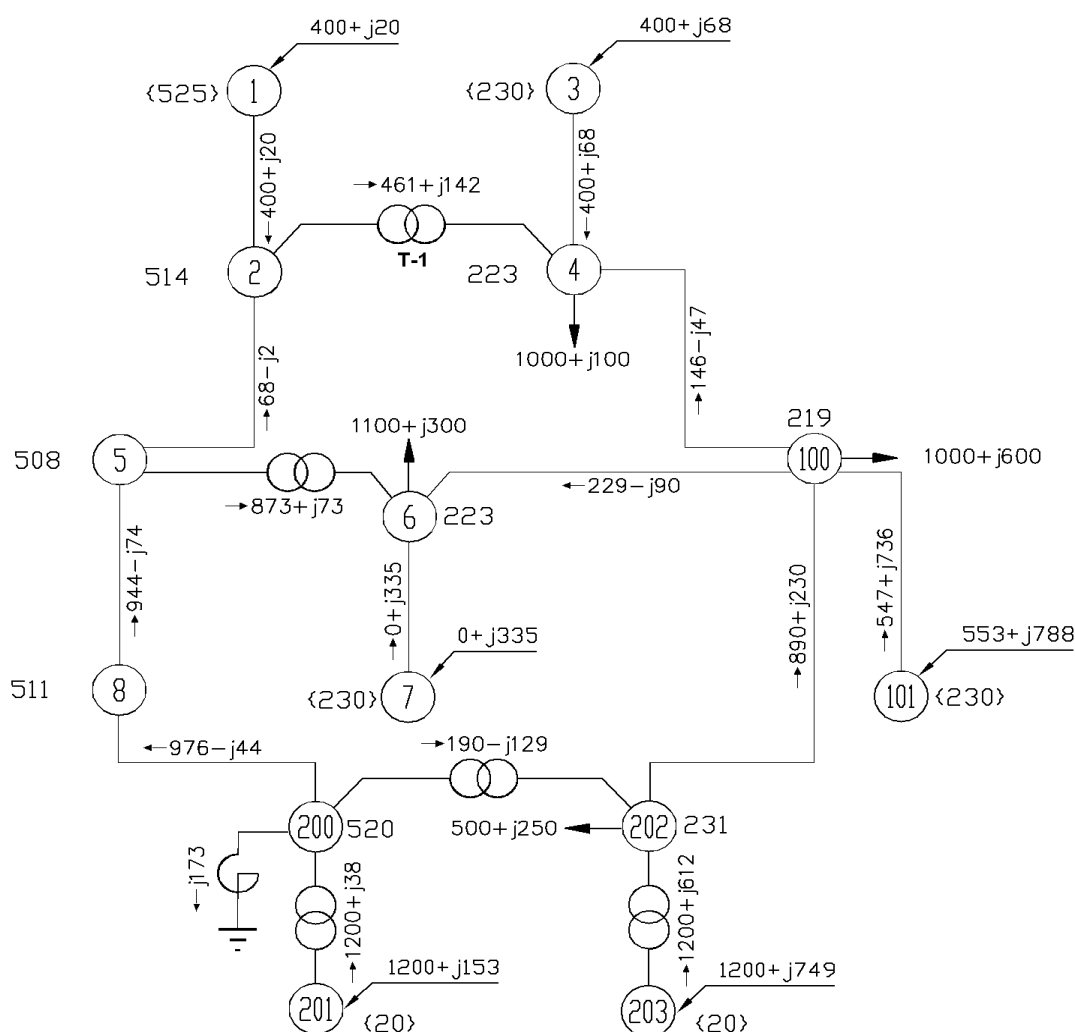 400+j20
400+j68
{525}
1
{230}
3
→400+j20
→400+j68
→461+j142
T-1
514
2
223
4
1000+j100
→68-j2
→146-j47
1100+j300
219
508
5
100
1000+j600
→873+j73
6
223
←229-j90
→944-j74
→0+j335
→890+j230
→547+j736
0+j335
553+j788
511
8
{230}
7
101
{230}
←976-j44
→190-j129
200
520
500+j250
202
231
→j173
→1200+j38
→1200+j612
1200+j153
1200+j749
201
{20}
203
{20}